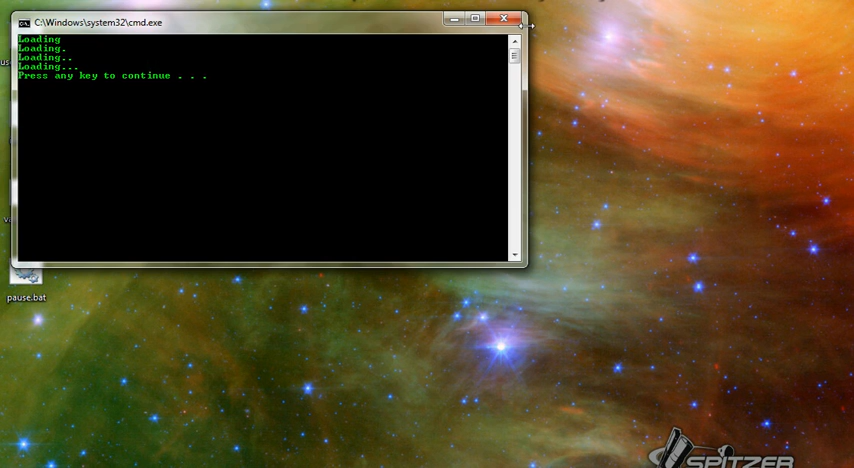 C:\Windows\system32\cmd.exe
Loading
Loading.
Loading..
Loading...
Press any key to continue . . .
pause.bat
SPITZER